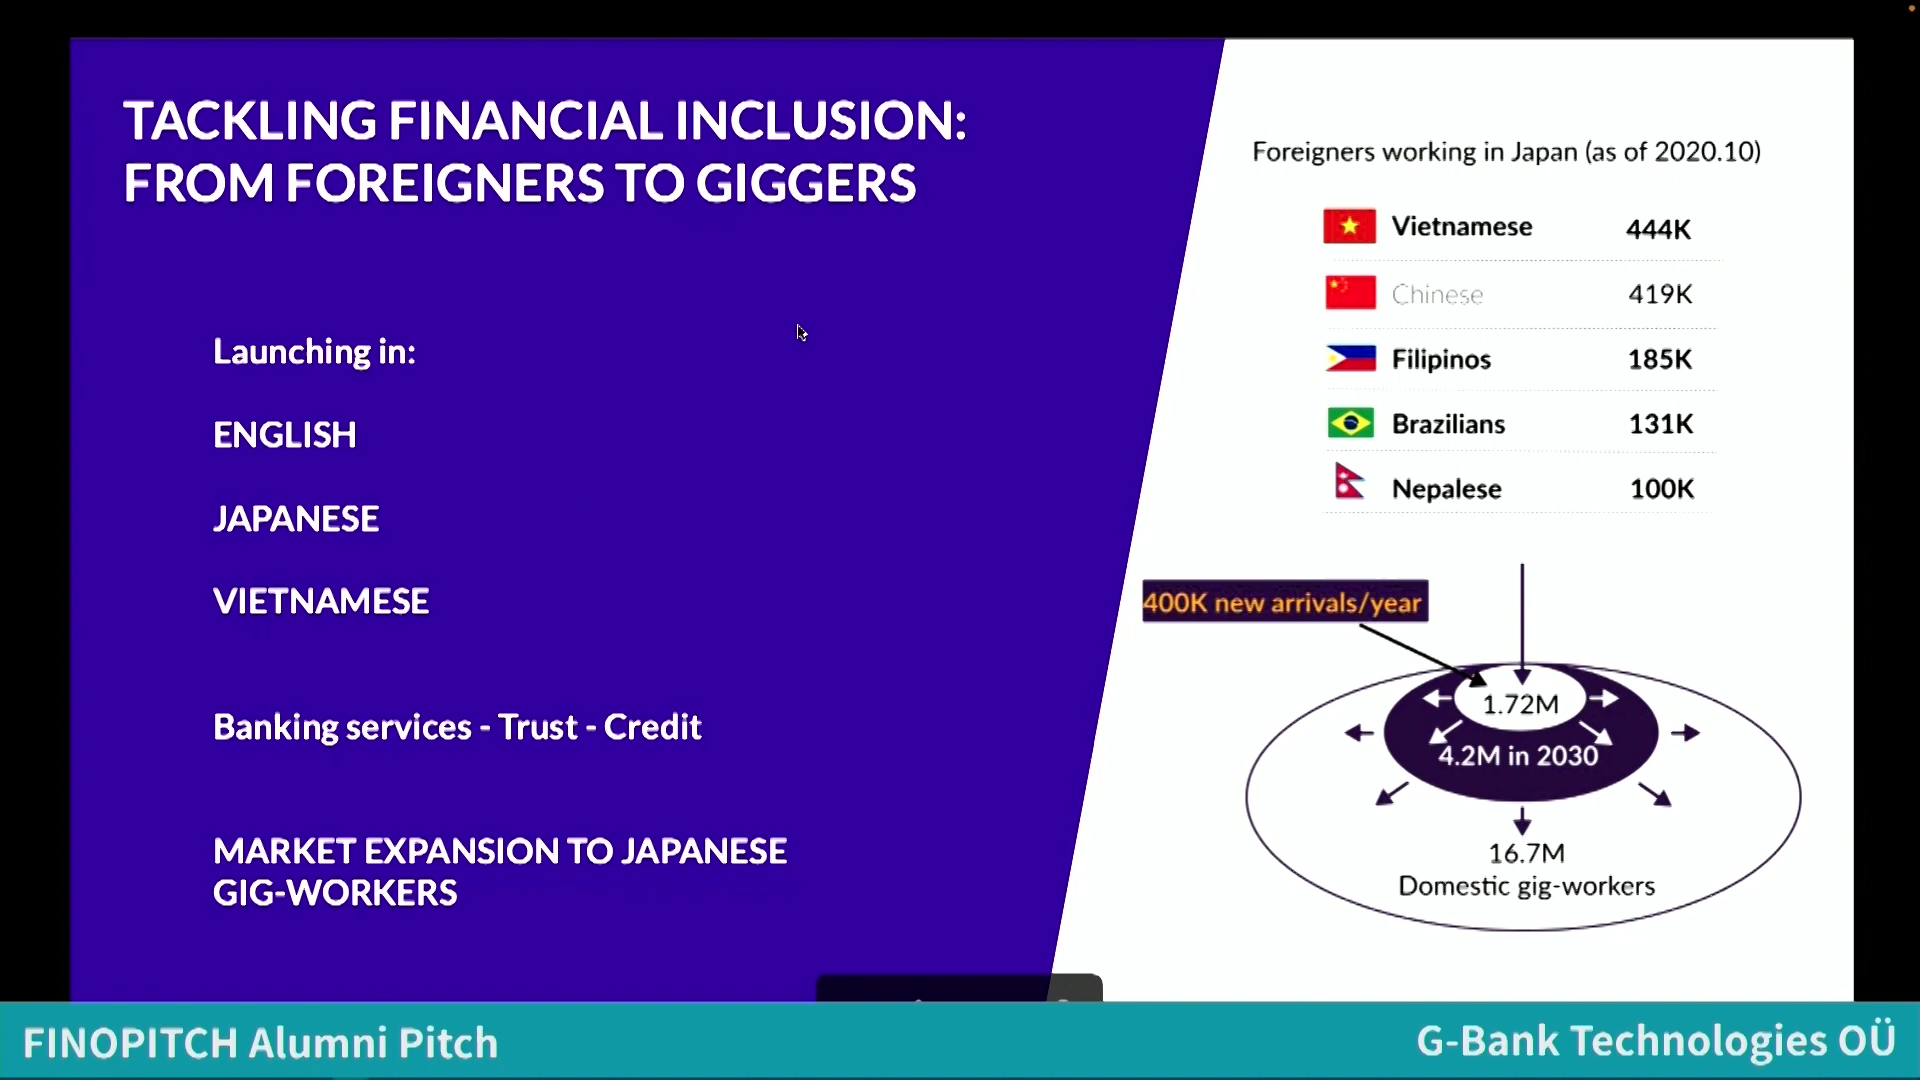 TACKLING FINANCIAL INCLUSION:
FROM FOREIGNERS TO GIGGERS
Launching in:
ENGLISH
JAPANESE
VIETNAMESE
Banking services - Trust - Credit
MARKET EXPANSION TO JAPANESE
GIG-WORKERS
Foreigners working in Japan (as of 2020.10)
Vietnamese 444K
Chinese 419K
Filipinos 185K
Brazilians 131K
Nepalese 100K
400K new arrivals/year
1.72M
4.2M in 2030
16.7M
Domestic gig-workers
FINOPITCH Alumni Pitch
G-Bank Technologies OÜ